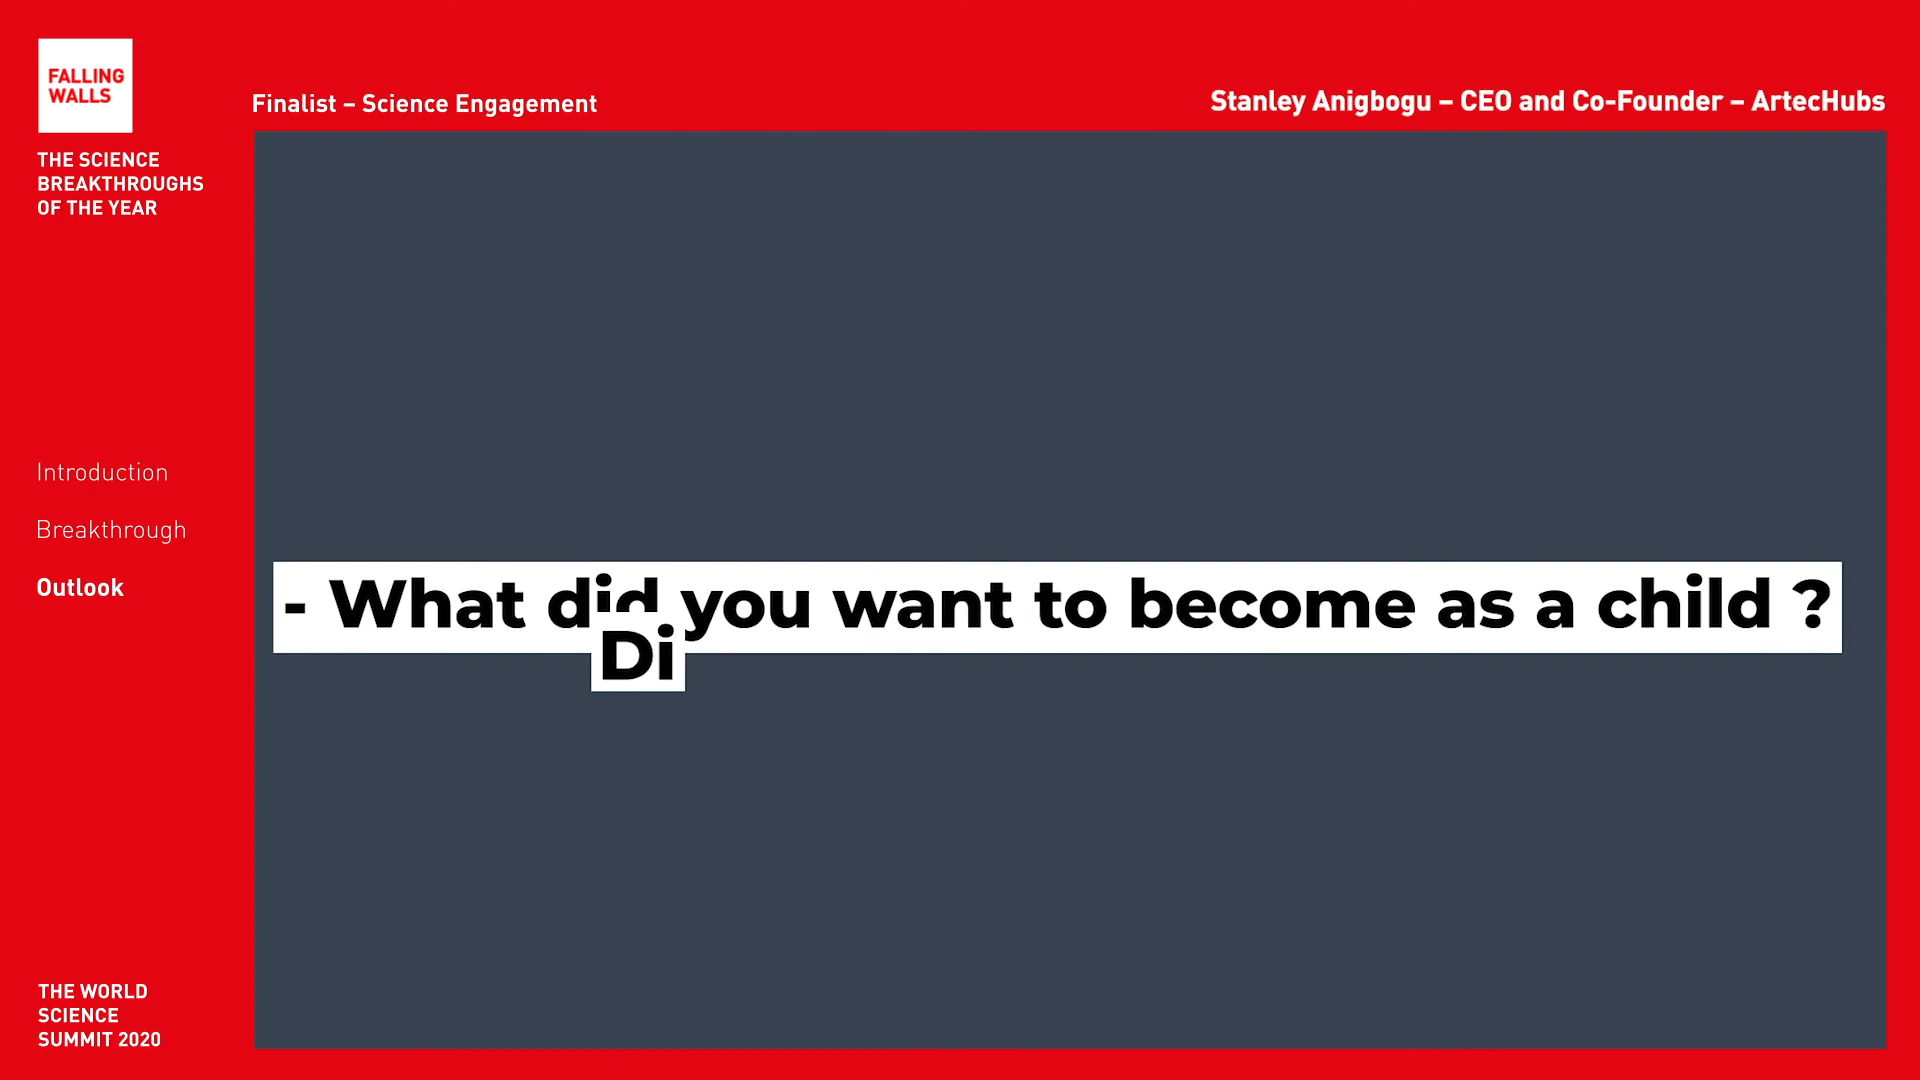 FALLING
WALLS
THE SCIENCE
BREAKTHROUGHS
OF THE YEAR
Finalist – Science Engagement
Stanley Anigbogu – CEO and Co-Founder – ArtecHubs
Introduction
Breakthrough
Outlook
- What did you want to become as a child ?
Di
THE WORLD
SCIENCE
SUMMIT 2020